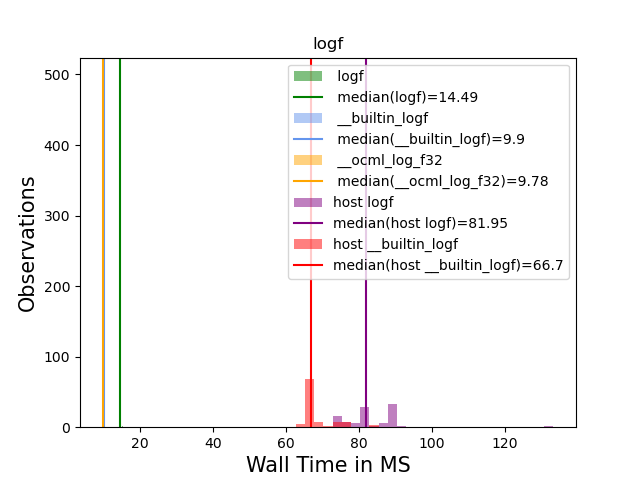 logf
500
400
300
200
100
0
Observations
logf
median(logf)=14.49
__builtin_logf
median(__builtin_logf)=9.9
__ocml_log_f32
median(__ocml_log_f32)=9.78
host logf
median(host logf)=81.95
host __builtin_logf
median(host __builtin_logf)=66.7
20 40 60 80 100 120
Wall Time in MS